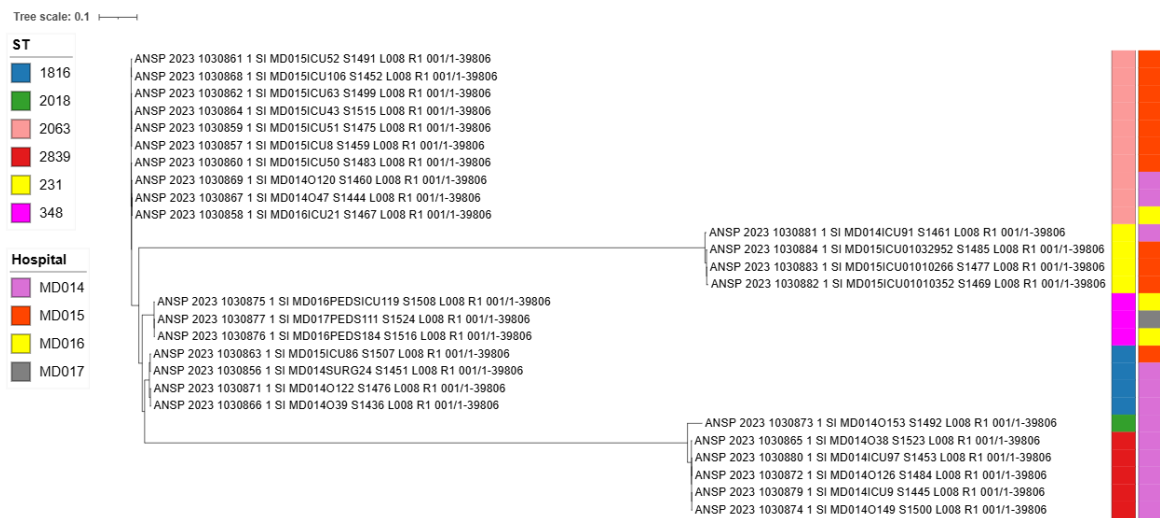 Tree scale: 0.1
ST
1816
2018
2063
2839
231
348
Hospital
MD014
MD015
MD016
MD017
ANSP 2023 1030861 1 SI MD015ICU52 S1491 L008 R1 001/1-39806
ANSP 2023 1030868 1 SI MD015ICU106 S1452 L008 R1 001/1-39806
ANSP 2023 1030862 1 SI MD015ICU63 S1499 L008 R1 001/1-39806
ANSP 2023 1030864 1 SI MD015ICU43 S1515 L008 R1 001/1-39806
ANSP 2023 1030859 1 SI MD015ICU51 S1475 L008 R1 001/1-39806
ANSP 2023 1030857 1 SI MD015ICU8 S1459 L008 R1 001/1-39806
ANSP 2023 1030860 1 SI MD015ICU50 S1483 L008 R1 001/1-39806
ANSP 2023 1030869 1 SI MD014O120 S1460 L008 R1 001/1-39806
ANSP 2023 1030867 1 SI MD014O47 S1444 L008 R1 001/1-39806
ANSP 2023 1030858 1 SI MD016ICU21 S1467 L008 R1 001/1-39806
ANSP 2023 1030881 1 SI MD014ICU91 S1461 L008 R1 001/1-39806
ANSP 2023 1030884 1 SI MD015ICU01032952 S1485 L008 R1 001/1-39806
ANSP 2023 1030883 1 SI MD015ICU01010266 S1477 L008 R1 001/1-39806
ANSP 2023 1030882 1 SI MD015ICU01010352 S1469 L008 R1 001/1-39806
ANSP 2023 1030875 1 SI MD016PEDSICU119 S1508 L008 R1 001/1-39806
ANSP 2023 1030877 1 SI MD017PEDS111 S1524 L008 R1 001/1-39806
ANSP 2023 1030876 1 SI MD016PEDS184 S1516 L008 R1 001/1-39806
ANSP 2023 1030863 1 SI MD015ICU86 S1507 L008 R1 001/1-39806
ANSP 2023 1030856 1 SI MD014SURG24 S1451 L008 R1 001/1-39806
ANSP 2023 1030871 1 SI MD014O122 S1476 L008 R1 001/1-39806
ANSP 2023 1030866 1 SI MD014O39 S1436 L008 R1 001/1-39806
ANSP 2023 1030873 1 SI MD014O153 S1492 L008 R1 001/1-39806
ANSP 2023 1030865 1 SI MD014O38 S1523 L008 R1 001/1-39806
ANSP 2023 1030880 1 SI MD014ICU97 S1453 L008 R1 001/1-39806
ANSP 2023 1030872 1 SI MD014O126 S1484 L008 R1 001/1-39806
ANSP 2023 1030879 1 SI MD014ICU9 S1445 L008 R1 001/1-39806
ANSP 2023 1030874 1 SI MD014O149 S1500 L008 R1 001/1-39806